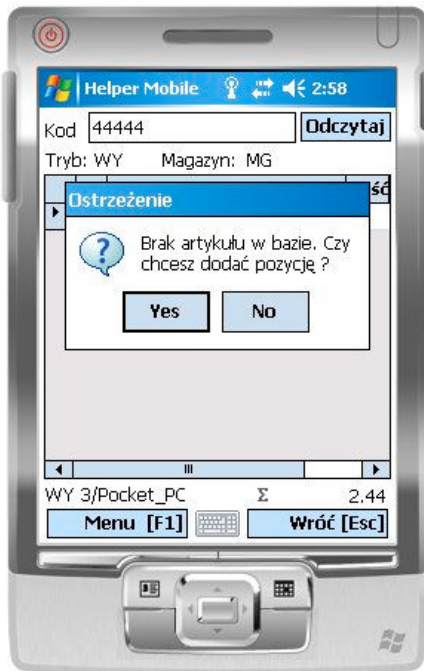 Helper Mobile 2:58
Kod 44444 Odczytaj
Tryb: WY Magazyn: MG
ść
Ostrzeżenie
Brak artykułu w bazie. Czy
chcesz dodać pozycję ?
Yes No
WY 3/Pocket_PC Σ 2.44
Menu [F1] Wróć [Esc]